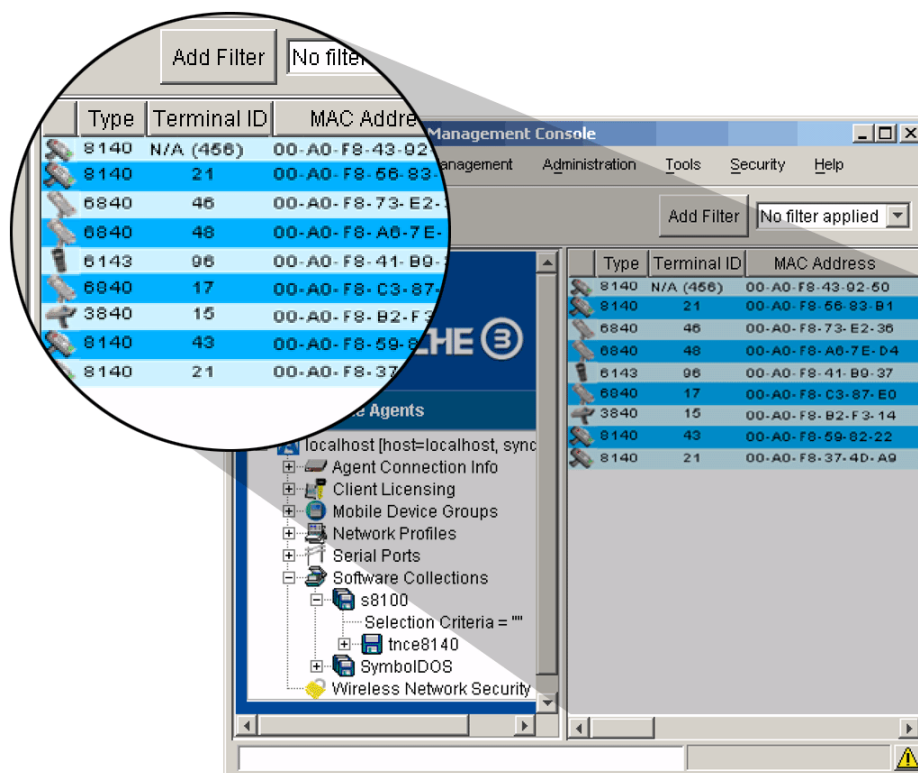 Add Filter No filter
Type Terminal ID MAC Addre
8140 N/A (456) 00-A0-F8-43-92-
8140 21 00-A0-F8-56-83-
6840 46 00-A0-F8-73-E2-
6840 48 00-A0-F8-A6-7E-
6143 96 00-A0-F8-41-B9-
6840 17 00-A0-F8-C3-87-
3840 15 00-A0-F8-B2-F3
8140 43 00-A0-F8-59-8
8140 21 00-A0-F8-37
Management Console
anagement Administration Tools Security Help
Add Filter No filter applied
Type Terminal ID MAC Address
8140 N/A (456) 00-A0-F8-43-92-50
8140 21 00-A0-F8-56-83-B1
6840 46 00-A0-F8-73-E2-36
6840 48 00-A0-F8-A6-7E-D4
6143 96 00-A0-F8-41-B9-37
6840 17 00-A0-F8-C3-87-E0
3840 15 00-A0-F8-B2-F3-14
8140 43 00-A0-F8-59-82-22
8140 21 00-A0-F8-37-4D-A9
CHE 3
e Agents
localhost [host=localhost, sync
Agent Connection Info
Client Licensing
Mobile Device Groups
Network Profiles
Serial Ports
Software Collections
s8100
Selection Criteria = ""
tnce8140
SymbolDOS
Wireless Network Security